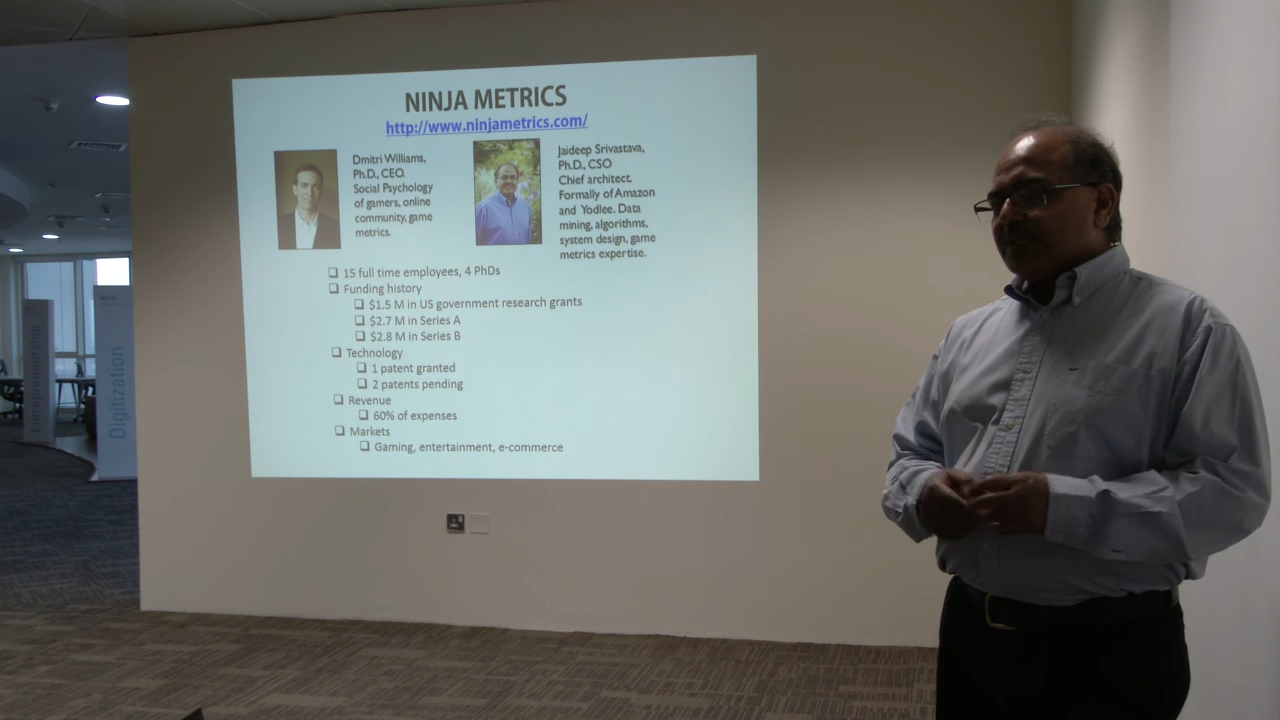 NINJA METRICS
http://www.ninjametrics.com/
Dmitri Williams,
Ph.D., CEO.
Social Psychology
of gamers, online
community, game
metrics.
Jaideep Srivastava,
Ph.D., CSO
Chief architect.
Formally of Amazon
and Yodlee. Data
mining, algorithms,
system design, game
metrics expertise.
15 full time employees, 4 PhDs
Funding history
$1.5 M in US government research grants
$2.7 M in Series A
$2.8 M in Series B
Technology
1 patent granted
2 patents pending
Revenue
60% of expenses
Markets
Gaming, entertainment, e-commerce
Entrepreneurship
Digitization